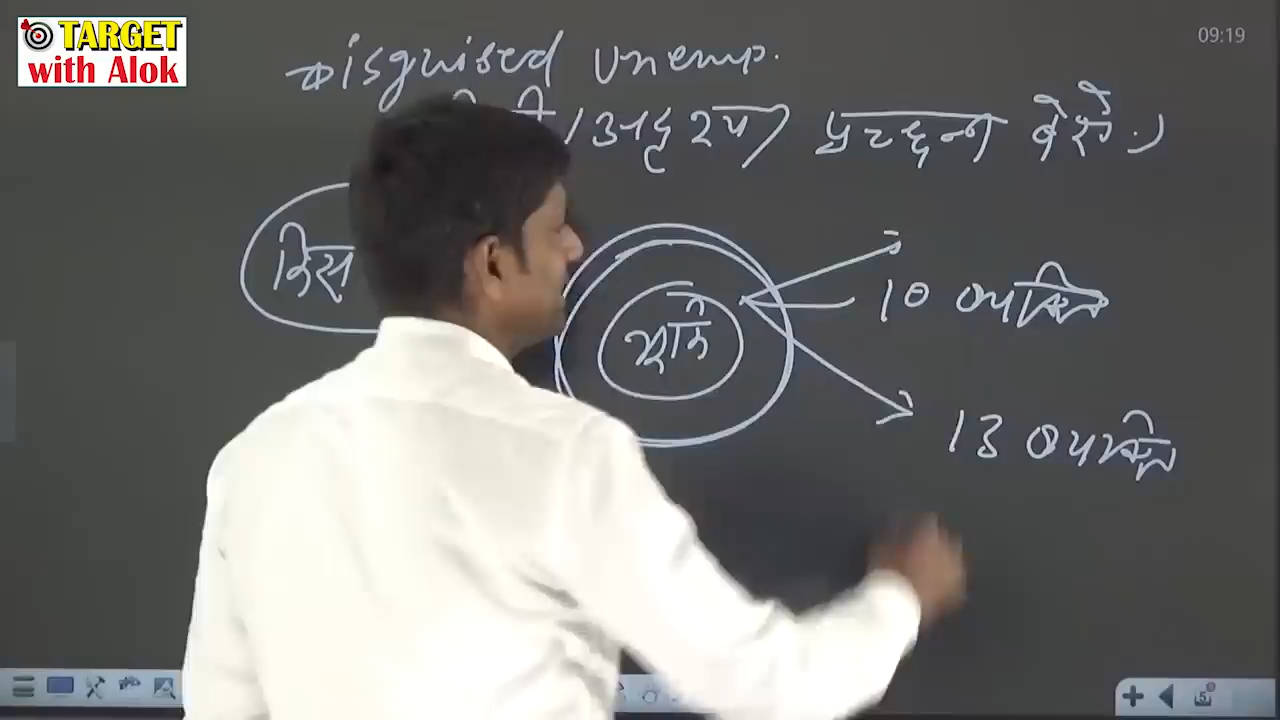 TARGET
with Alok
09:19
Disguised Unemp.
/अदृश्य/ प्रच्छन्न बेरो.)
किस
भूमि
10 व्यक्ति
13 व्यक्ति